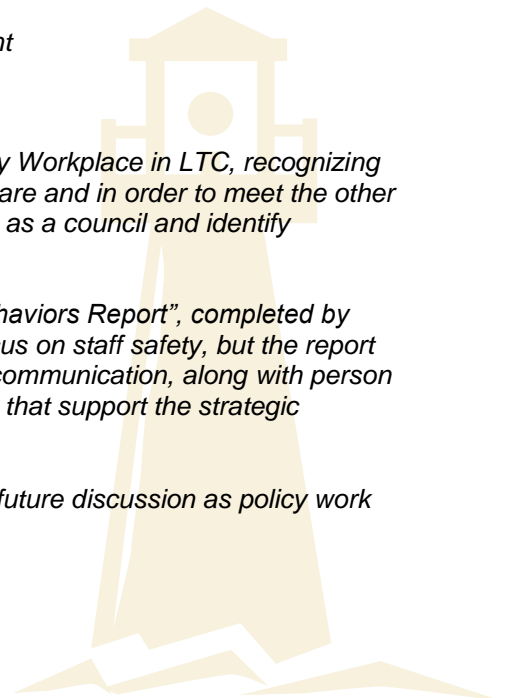 nt
y Workplace in LTC, recognizing
are and in order to meet the other
as a council and identify
haviors Report”, completed by
us on staff safety, but the report
communication, along with person
that support the strategic
future discussion as policy work